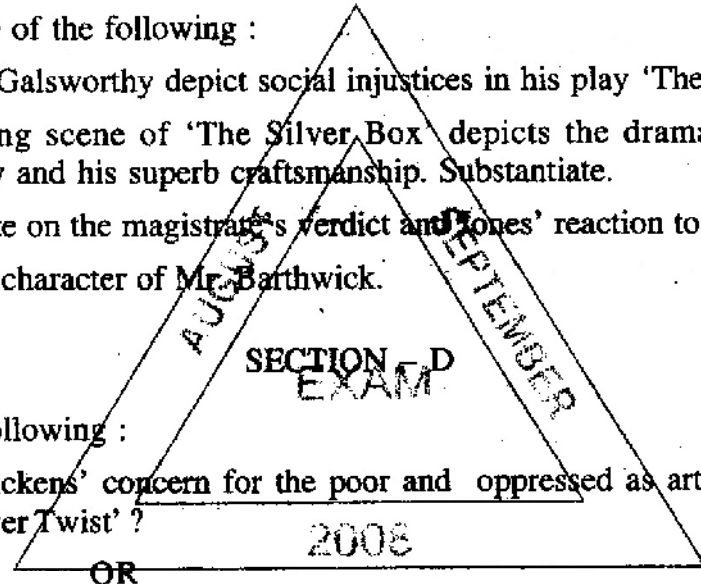 of the following :
Galsworthy depict social injustices in his play 'The
ng scene of 'The Silver Box' depicts the drama
y and his superb craftsmanship. Substantiate.
te on the magistrate's verdict and Jones' reaction to
character of Mr. Barthwick.
AUGUST
SEPTEMBER
SECTION – D
EXAM
ollowing :
ickens' concern for the poor and oppressed as art
ver Twist' ?
2008
OR